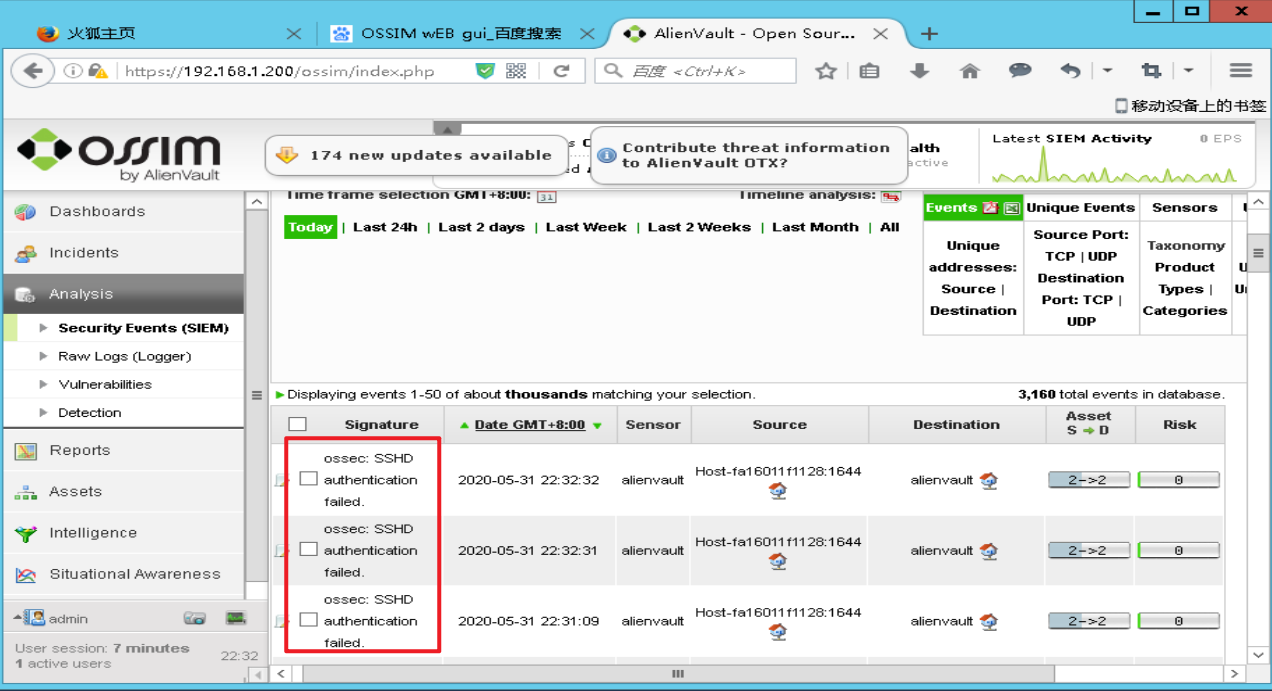 火狐主页
OSSIM wEB gui_百度搜索
AlienVault - Open Sour...
https://192.168.1.200/ossim/index.php
百度 <Ctrl+K>
移动设备上的书签
OSSIM
by AlienVault
174 new updates available
Contribute threat information
to AlienVault OTX?
Latest SIEM Activity
0 EPS
Dashboards
Incidents
Analysis
Security Events (SIEM)
Raw Logs (Logger)
Vulnerabilities
Detection
Reports
Assets
Intelligence
Situational Awareness
admin
User session: 7 minutes
1 active users
22:32
Time frame selection GMT+8:00:
Timeline analysis:
Today | Last 24h | Last 2 days | Last Week | Last 2 Weeks | Last Month | All
Events
Unique Events
Sensors
Unique
addresses:
Source |
Destination
Source Port:
TCP | UDP
Destination
Port: TCP |
UDP
Taxonomy
Product
Types |
Categories
Displaying events 1-50 of about thousands matching your selection.
3,160 total events in database.
Signature
Date GMT+8:00
Sensor
Source
Destination
Asset
S D
Risk
ossec: SSHD
authentication
failed.
2020-05-31 22:32:32
alienvault
Host-fa16011f1128:1644
alienvault
2->2
0
ossec: SSHD
authentication
failed.
2020-05-31 22:32:31
alienvault
Host-fa16011f1128:1644
alienvault
2->2
0
ossec: SSHD
authentication
failed.
2020-05-31 22:31:09
alienvault
Host-fa16011f1128:1644
alienvault
2->2
0